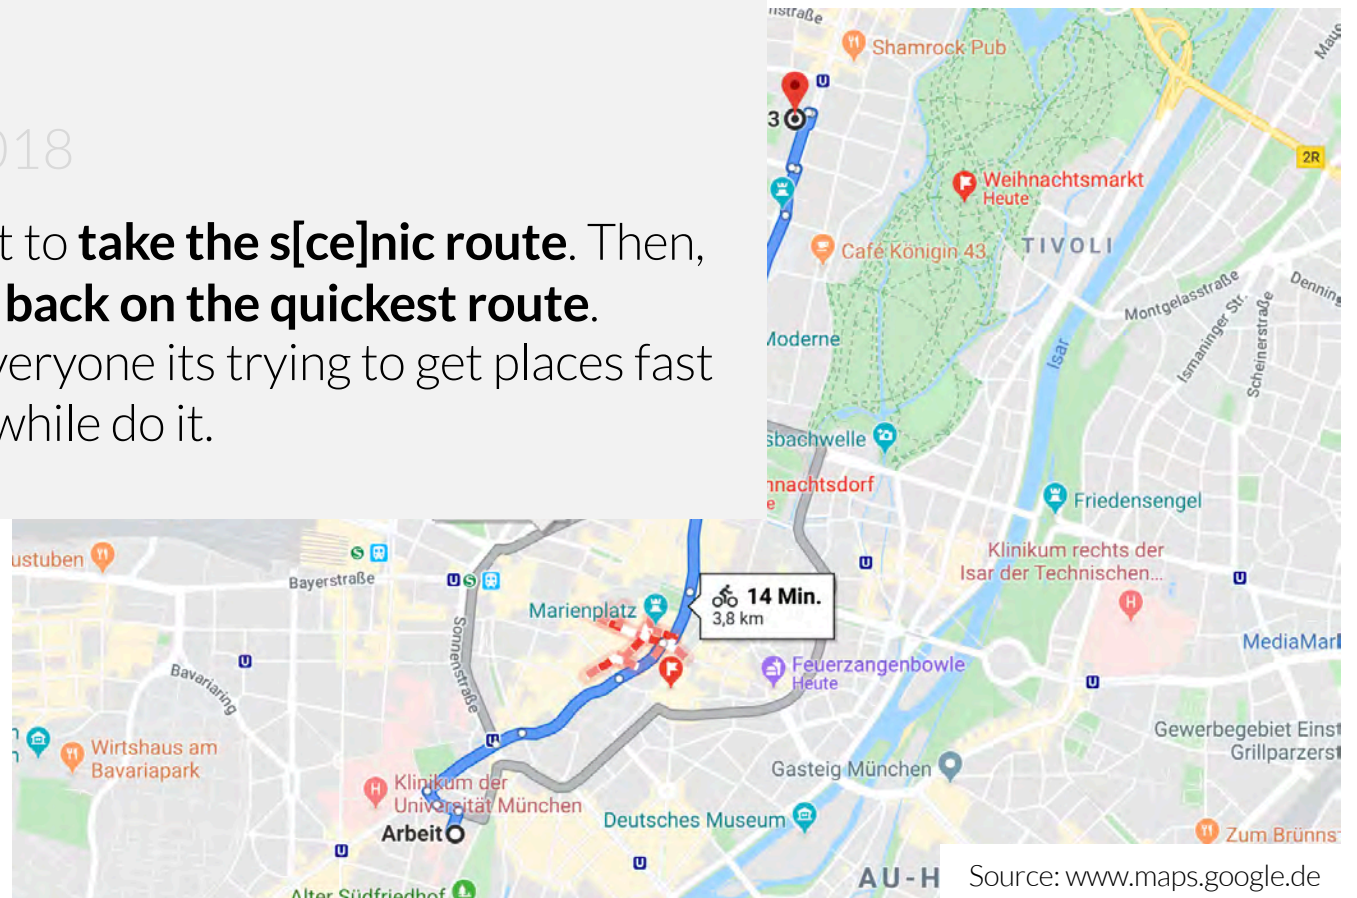 018
t to take the s[ce]nic route. Then,
back on the quickest route.
veryone its trying to get places fast
while do it.
Shamrock Pub
3
2R
Weihnachtsmarkt
Heute
TIVOLI
Café Königin 43
Montgelasstraße
Denning
Ismaninger Str.
Scheinerstraße
Isar
Moderne
sbachwelle
nnachtsdorf
e
Friedensengel
Klinikum rechts der
Isar der Technischen...
H
U
MediaMar
ustuben
S
Bayerstraße
U S
Marienplatz
14 Min.
3,8 km
Feuerzangenbowle
Heute
Sonnenstraße
Bavariaring
Wirtshaus am
Bavariapark
Klinikum der
Universität München
Arbeit
Gasteig München
Deutsches Museum
Gewerbegebiet Einst
Grillparzerst
Zum Brünns
Alter Südfriedhof
AU-H
Source: www.maps.google.de